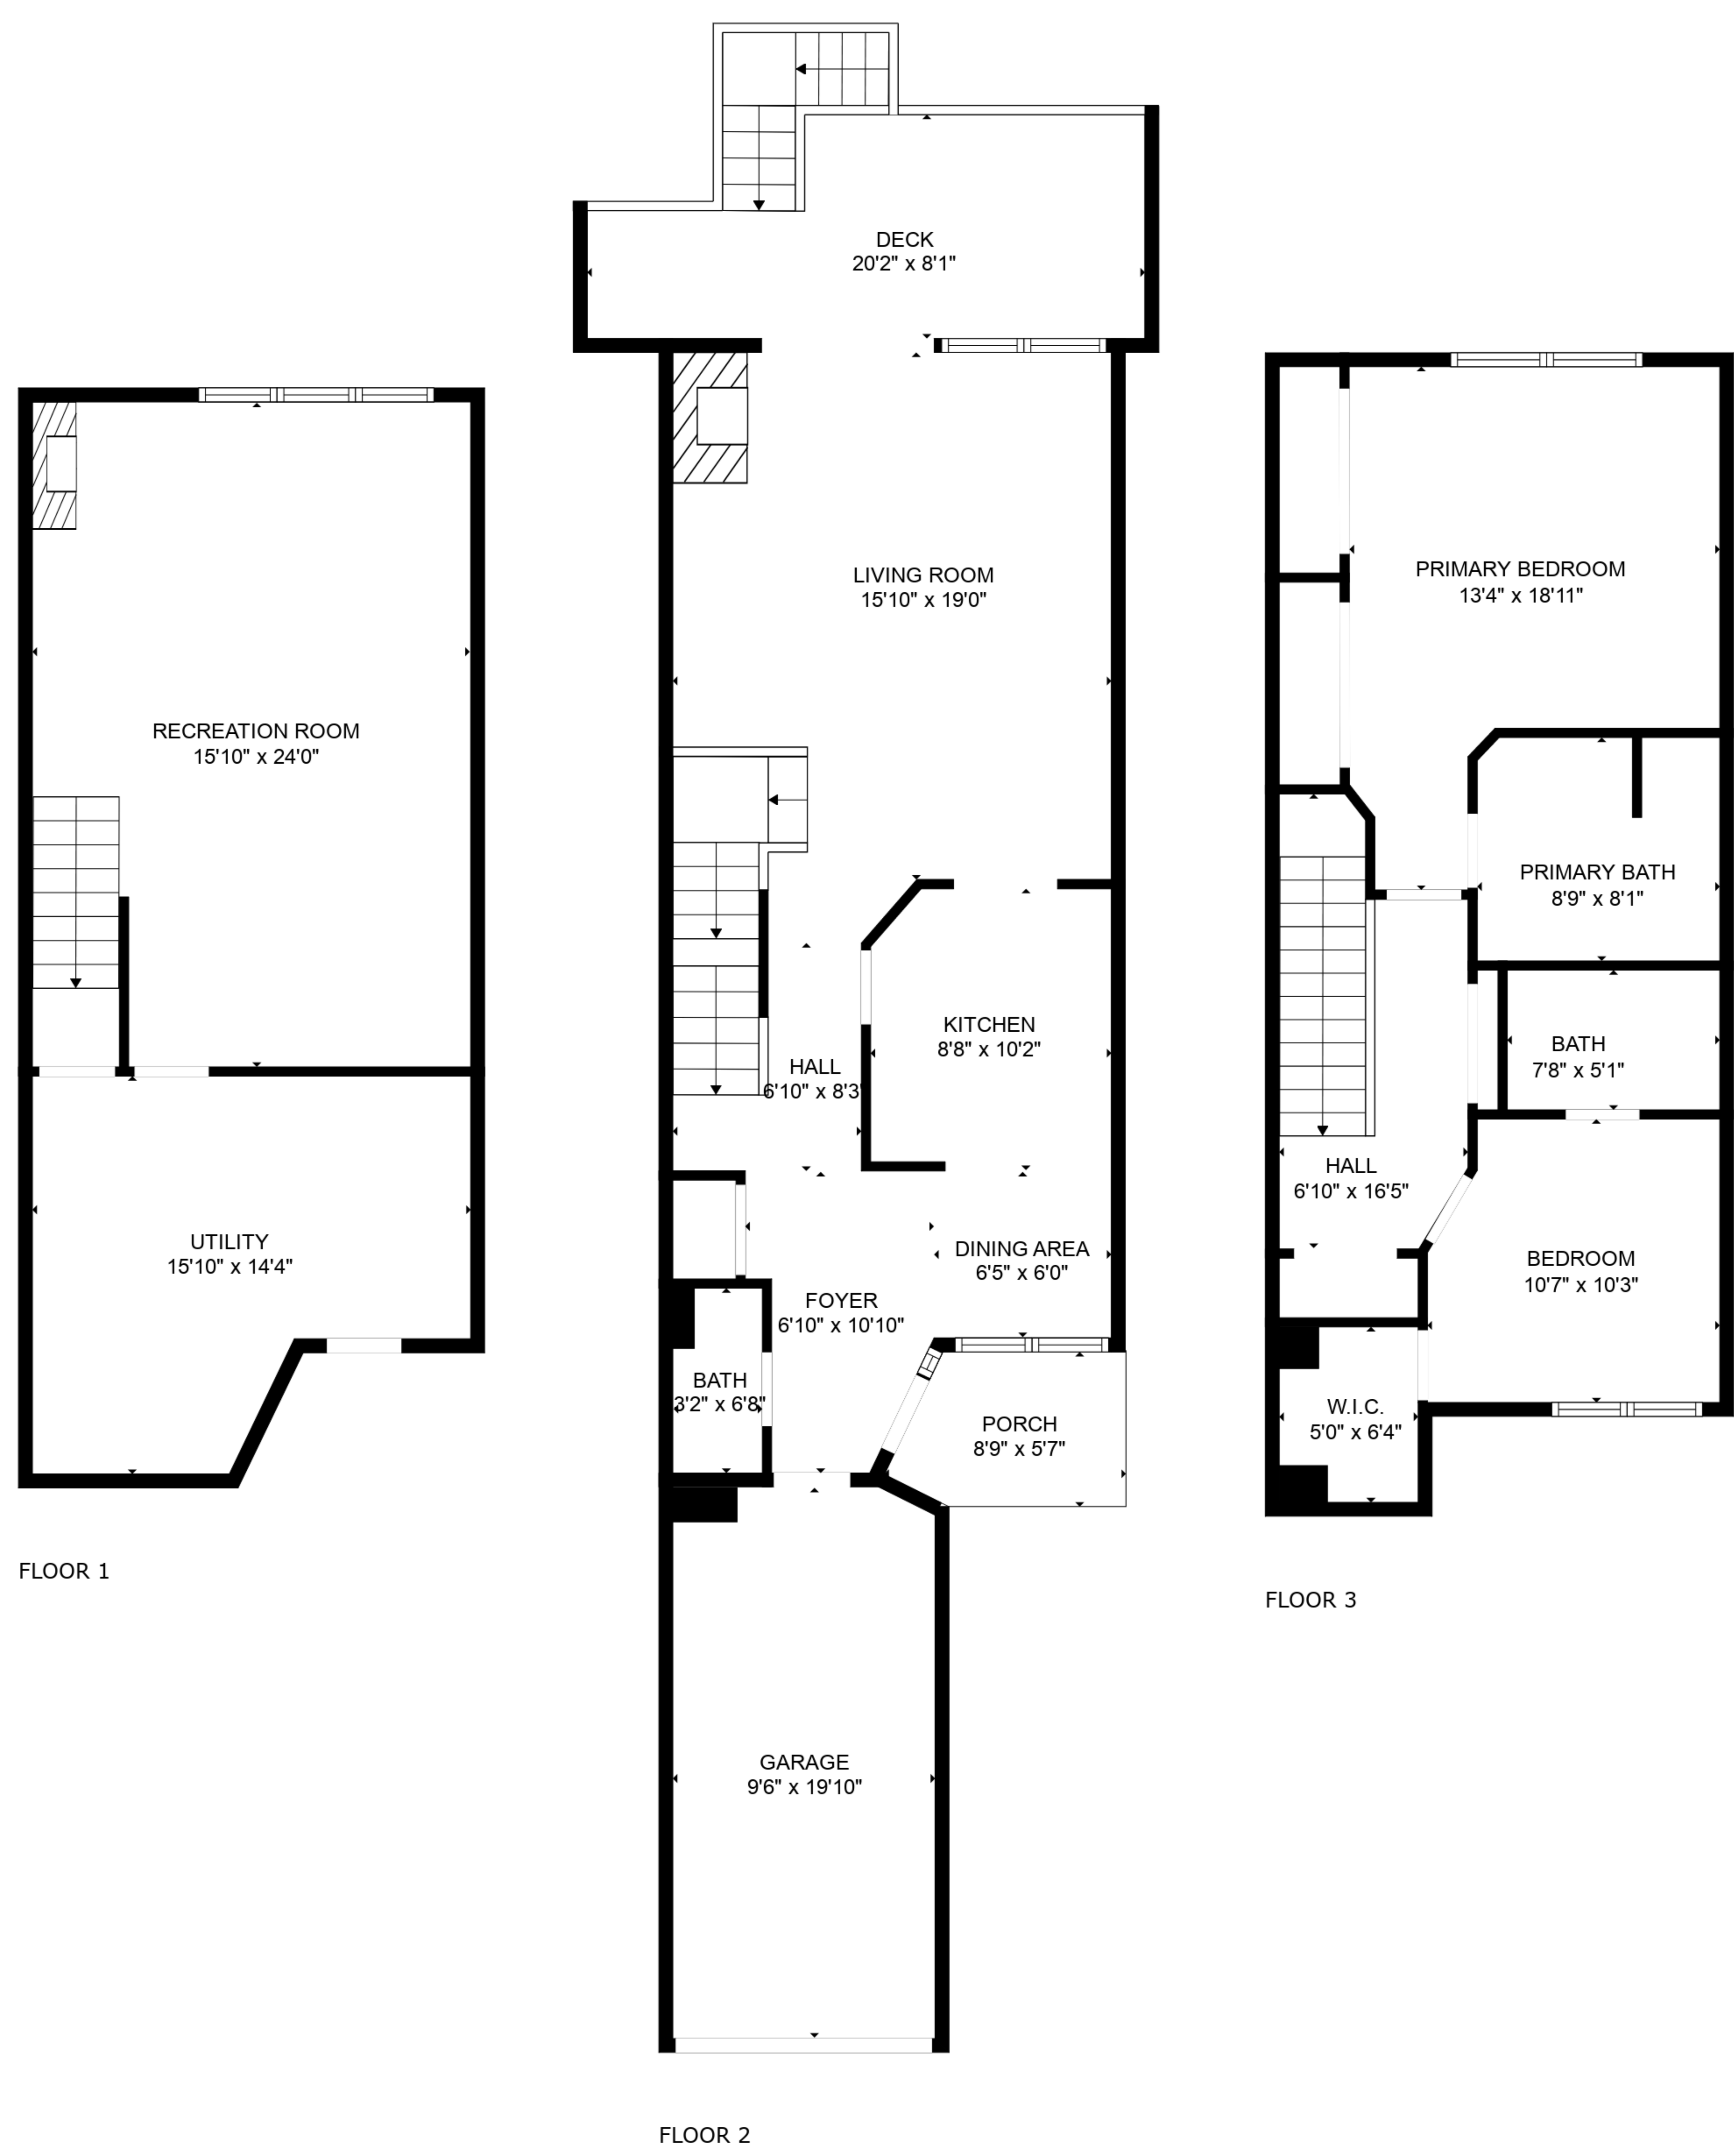 RECREATION ROOM
15'10" x 24'0"
UTILITY
15'10" x 14'4"
FLOOR 1
DECK
20'2" x 8'1"
LIVING ROOM
15'10" x 19'0"
KITCHEN
8'8" x 10'2"
HALL
6'10" x 8'3"
DINING AREA
6'5" x 6'0"
FOYER
6'10" x 10'10"
BATH
3'2" x 6'8"
PORCH
8'9" x 5'7"
GARAGE
9'6" x 19'10"
FLOOR 2
PRIMARY BEDROOM
13'4" x 18'11"
PRIMARY BATH
8'9" x 8'1"
BATH
7'8" x 5'1"
HALL
6'10" x 16'5"
BEDROOM
10'7" x 10'3"
W.I.C.
5'0" x 6'4"
FLOOR 3